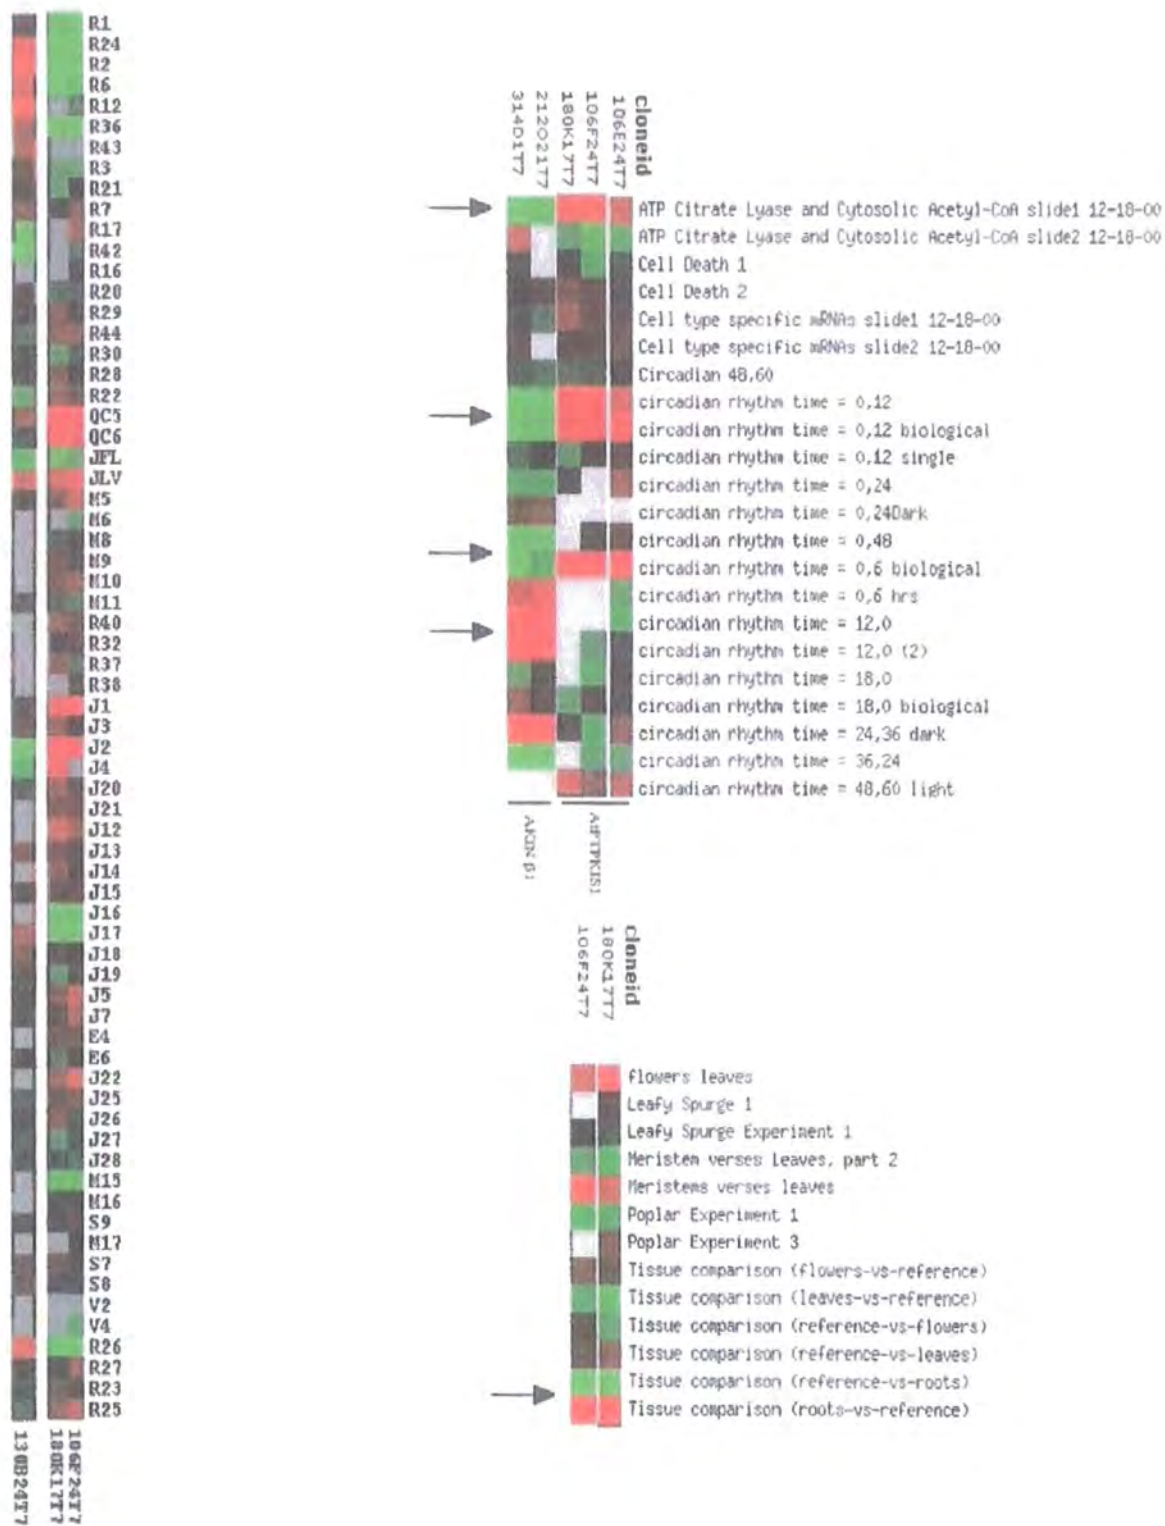 R1
R24
R2
R6
R12
R36
R43
R3
R21
R7
R17
R42
R16
R20
R29
R44
R30
R28
R22
QC5
QC6
JFL
JLV
M5
M6
M8
M9
M10
M11
R40
R32
R37
R38
J1
J3
J2
J4
J20
J21
J12
J13
J14
J15
J16
J17
J18
J19
J5
J7
E4
E6
J22
J25
J26
J27
J28
M15
M16
S9
M17
S7
S8
V2
V4
R26
R27
R23
R25
130B24T7
180K17T7
106F24T7
314D1T7
212O21T7
180K17T7
106F24T7
106E24T7
cloneid
ATP Citrate Lyase and Cytosolic Acetyl-CoA slide1 12-18-00
ATP Citrate Lyase and Cytosolic Acetyl-CoA slide2 12-18-00
Cell Death 1
Cell Death 2
Cell type specific mRNAs slide1 12-18-00
Cell type specific mRNAs slide2 12-18-00
Circadian 48,60
circadian rhythm time = 0,12
circadian rhythm time = 0,12 biological
circadian rhythm time = 0,12 single
circadian rhythm time = 0,24
circadian rhythm time = 0,24Dark
circadian rhythm time = 0,48
circadian rhythm time = 0,6 biological
circadian rhythm time = 0,6 hrs
circadian rhythm time = 12,0
circadian rhythm time = 12,0 (2)
circadian rhythm time = 18,0
circadian rhythm time = 18,0 biological
circadian rhythm time = 24,36 dark
circadian rhythm time = 36,24
circadian rhythm time = 48,60 light
AKIN β1
AtPTPKIS1
106F24T7
180K17T7
cloneid
flowers leaves
Leafy Spurge 1
Leafy Spurge Experiment 1
Meristem verses Leaves, part 2
Meristems verses leaves
Poplar Experiment 1
Poplar Experiment 3
Tissue comparison (flowers-vs-reference)
Tissue comparison (leaves-vs-reference)
Tissue comparison (reference-vs-flowers)
Tissue comparison (reference-vs-leaves)
Tissue comparison (reference-vs-roots)
Tissue comparison (roots-vs-reference)